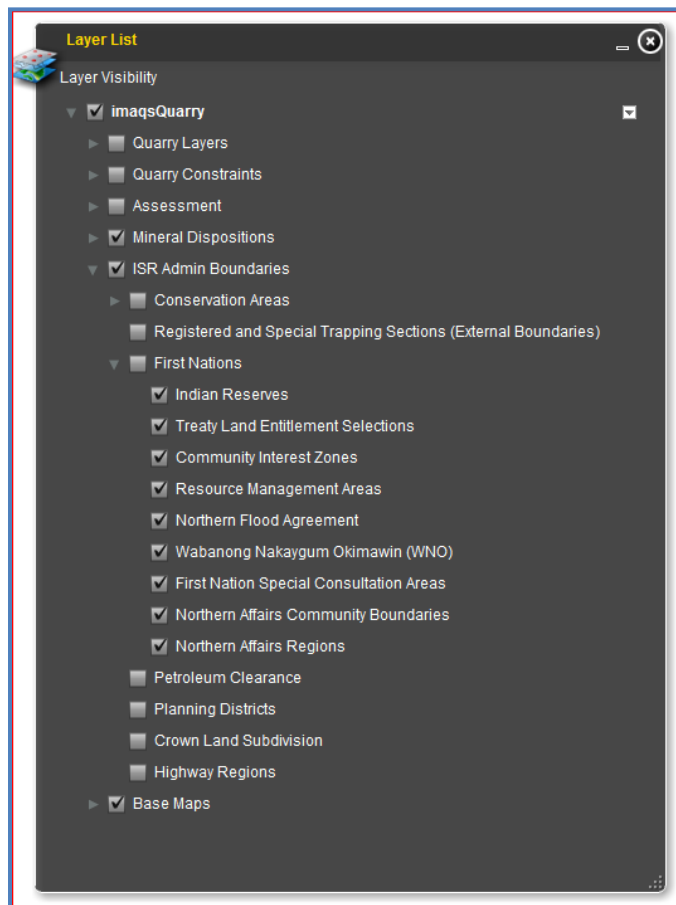 Layer List
Layer Visibility
imaqsQuarry
Quarry Layers
Quarry Constraints
Assessment
Mineral Dispositions
ISR Admin Boundaries
Conservation Areas
Registered and Special Trapping Sections (External Boundaries)
First Nations
Indian Reserves
Treaty Land Entitlement Selections
Community Interest Zones
Resource Management Areas
Northern Flood Agreement
Wabanong Nakaygum Okimawin (WNO)
First Nation Special Consultation Areas
Northern Affairs Community Boundaries
Northern Affairs Regions
Petroleum Clearance
Planning Districts
Crown Land Subdivision
Highway Regions
Base Maps